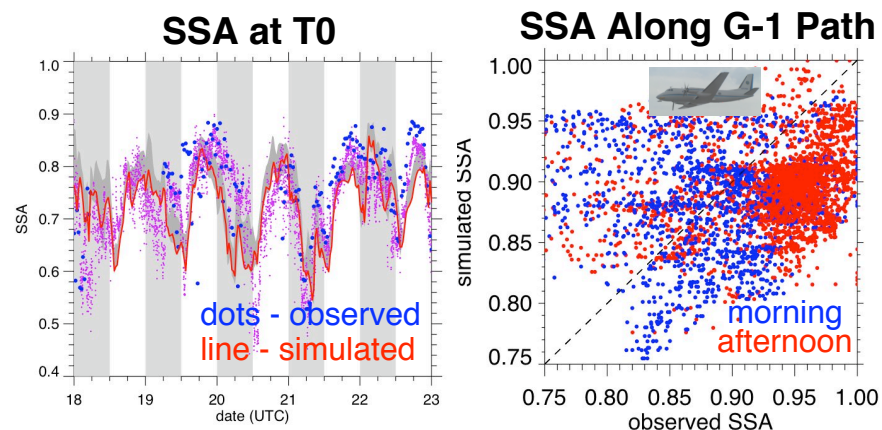 SSA at T0
1.0
0.9
0.8
0.7
0.6
0.5
0.4
SSA
dots - observed
line - simulated
18
19
20
21
22
23
date (UTC)
SSA Along G-1 Path
1.00
0.95
0.90
0.85
0.80
0.75
simulated SSA
morning
afternoon
0.75
0.80
0.85
0.90
0.95
1.00
observed SSA